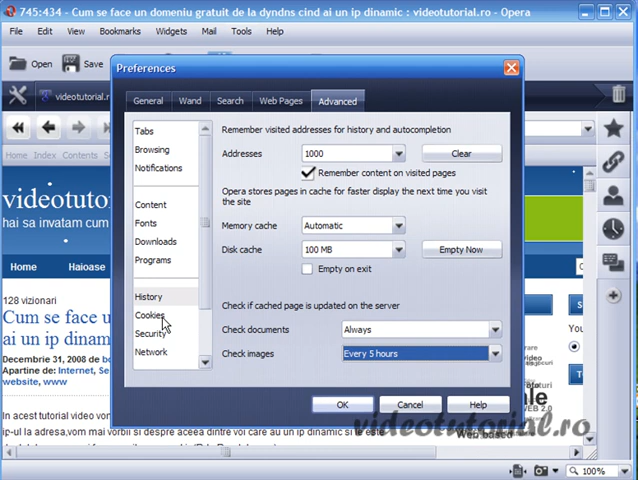 745:434 - Cum se face un domeniu gratuit de la dyndns cind ai un ip dinamic : videotutorial.ro - Opera
File Edit View Bookmarks Widgets Mail Tools Help
Open Save
Preferences
videotutorial.r
General Wand Search Web Pages Advanced
Home Index Contents
Tabs
Browsing
Notifications
Content
Fonts
Downloads
Programs
History
Cookies
Security
Network
Remember visited addresses for history and autocompletion
Addresses 1000 Clear
Remember content on visited pages
Opera stores pages in cache for faster display the next time you visit
the site
Memory cache Automatic
Disk cache 100 MB Empty Now
Empty on exit
Check if cached page is updated on the server
Check documents Always
Check images Every 5 hours
OK Cancel Help
videotuto
hai sa invatam cum
Home Haioase
128 vizionari
Cum se face u
ai un ip dinam
Decembrie 31, 2008 de b
Apartine de: Internet, Se
website, www
In acest tutorial video vom
ip-ul la adresa,vom mai vorbii si despre acea dintre voi care au un ip dinamic si le este
videotutorial.ro
Web based
100%